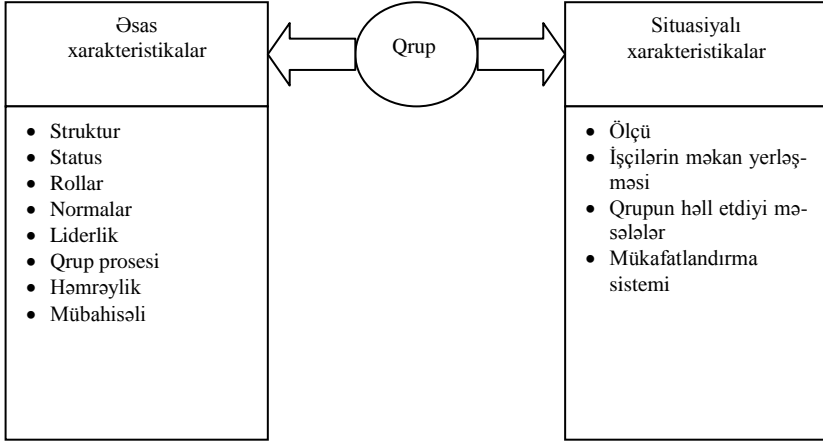 Əsas
xarakteristikalar
Qrup
Situasiyalı
xarakteristikalar
• Struktur
• Status
• Rollar
• Normalar
• Liderlik
• Qrup prosesi
• Həmrəylik
• Mübahisəli
• Ölçü
• İşçilərin məkan yerləş-
məsi
• Qrupun həll etdiyi mə-
sələlər
• Mükafatlandırma
sistemi